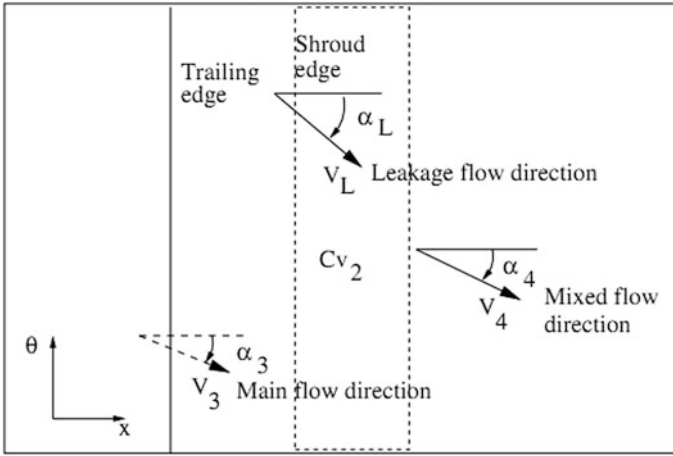 Shroud
Trailing edge
edge
α L
V L Leakage flow direction
Cv 2
α 4
V 4 Mixed flow
direction
θ
α 3
V 3 Main flow direction
x